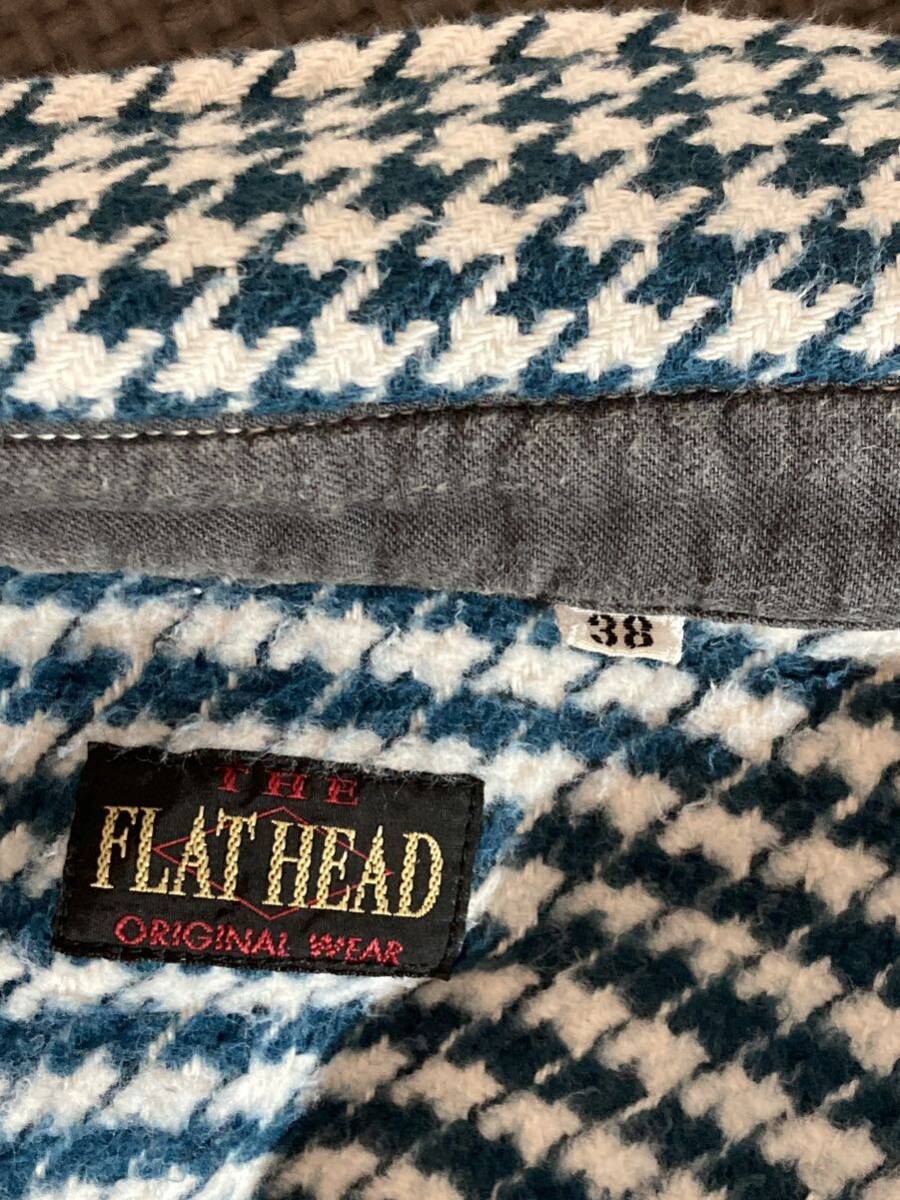 38
THE
FLAT HEAD
ORIGINAL WEAR